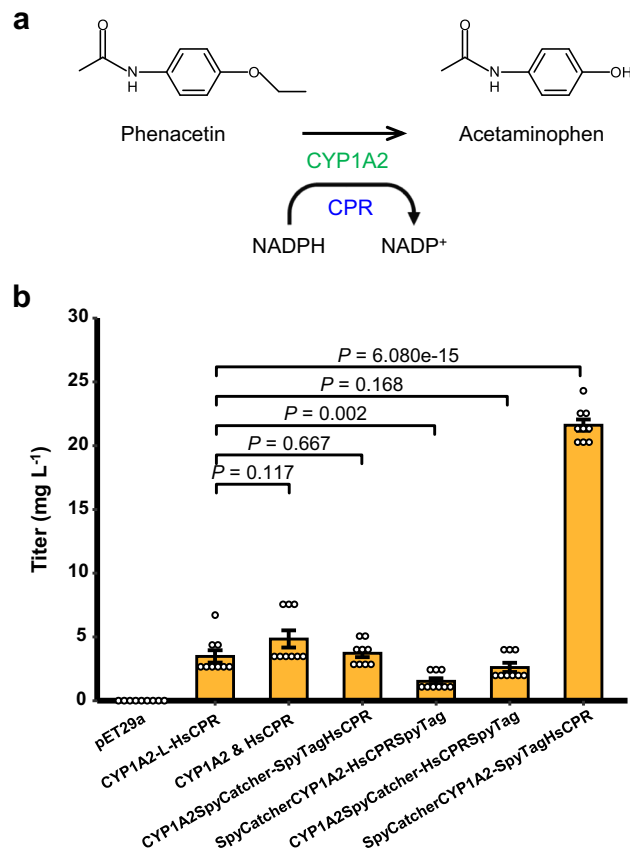 a
O
N
H
O
O
N
H
OH
Phenacetin
Acetaminophen
CYP1A2
CPR
NADPH
NADP⁺
b
Titer (mg L⁻¹)
30
25
20
15
10
5
0
P = 6.080e-15
P = 0.168
P = 0.002
P = 0.667
P = 0.117
pET29a
CYP1A2-L-HsCPR
CYP1A2 & HsCPR
CYP1A2SpyCatcher-SpyTagHsCPR
SpyCatcherCYP1A2-HsCPRSpyTag
CYP1A2SpyCatcher-HsCPRSpyTag
SpyCatcherCYP1A2-SpyTagHsCPR